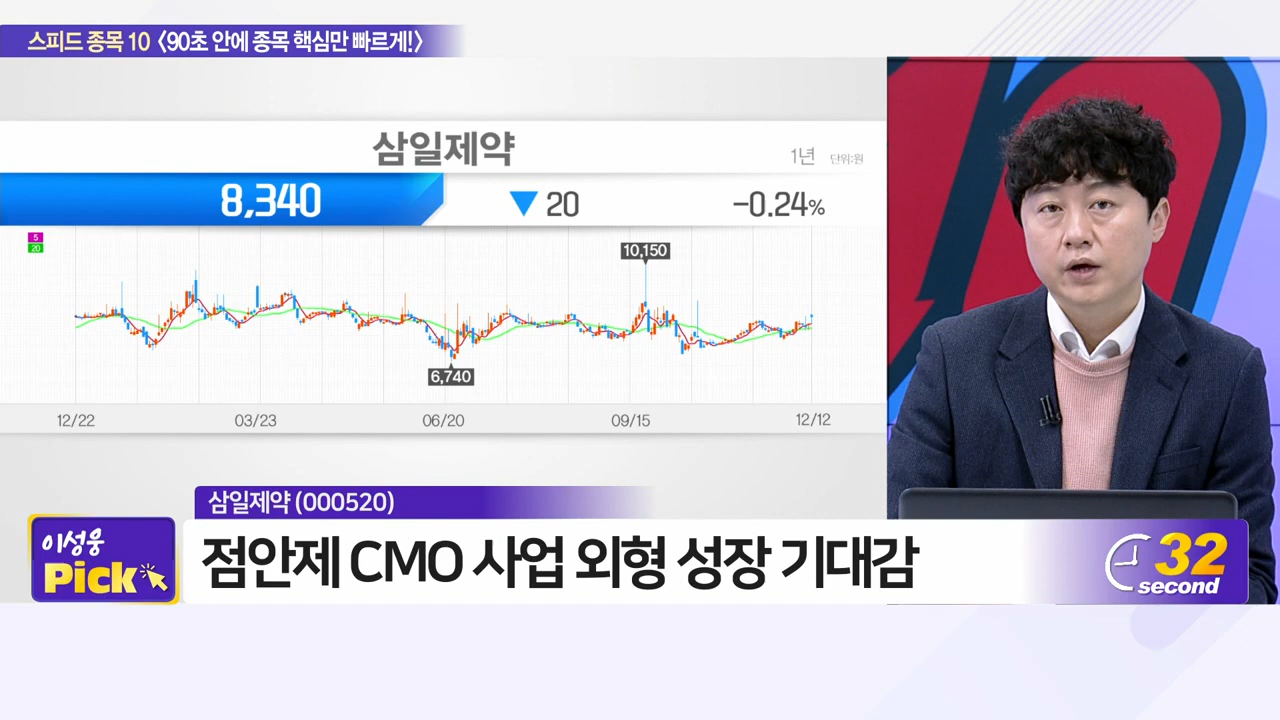 스피드 종목 10 〈90초 안에 종목 핵심만 빠르게!〉
삼일제약
1년 단위:원
8,340 ▼ 20 -0.24%
5
20
10,150
6,740
12/22 03/23 06/20 09/15 12/12
삼일제약 (000520)
이성웅
Pick
점안제 CMO 사업 외형 성장 기대감
32
second